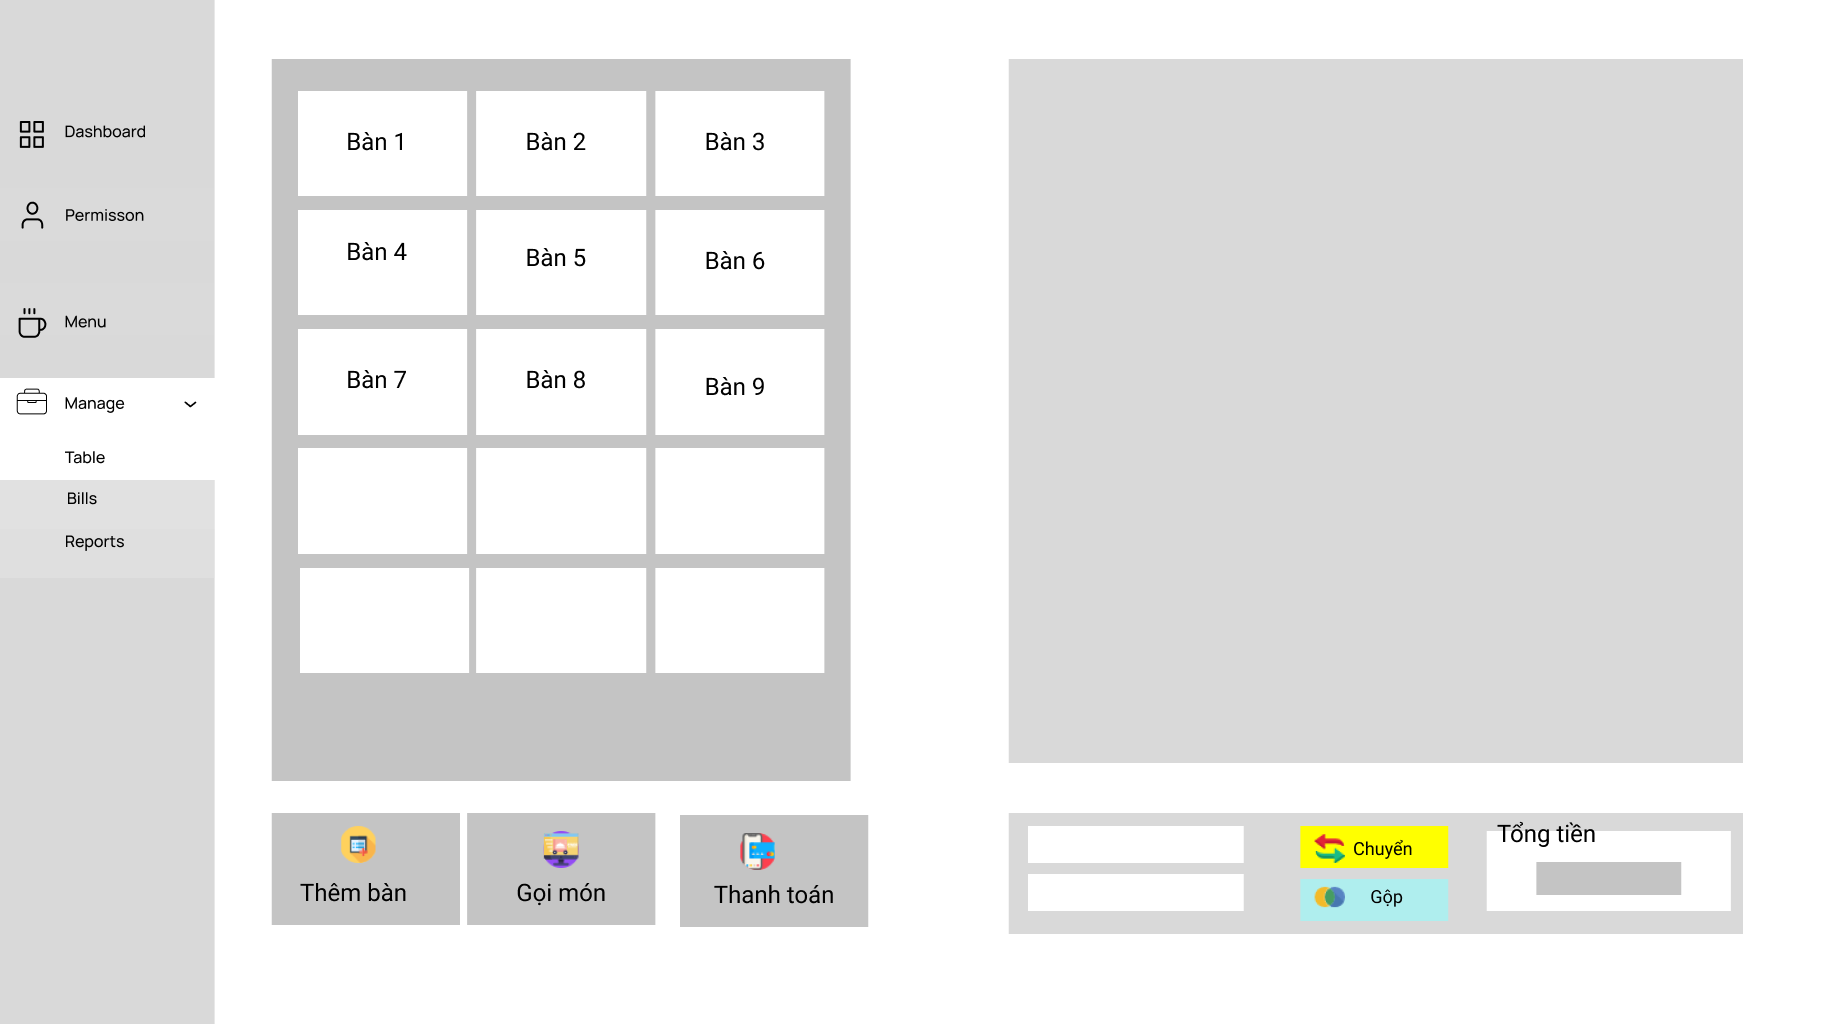 Dashboard
Permisson
Menu
Manage
Table
Bills
Reports
Bàn 1
Bàn 2
Bàn 3
Bàn 4
Bàn 5
Bàn 6
Bàn 7
Bàn 8
Bàn 9
Thêm bàn
Gọi món
Thanh toán
Chuyển
Gộp
Tổng tiền